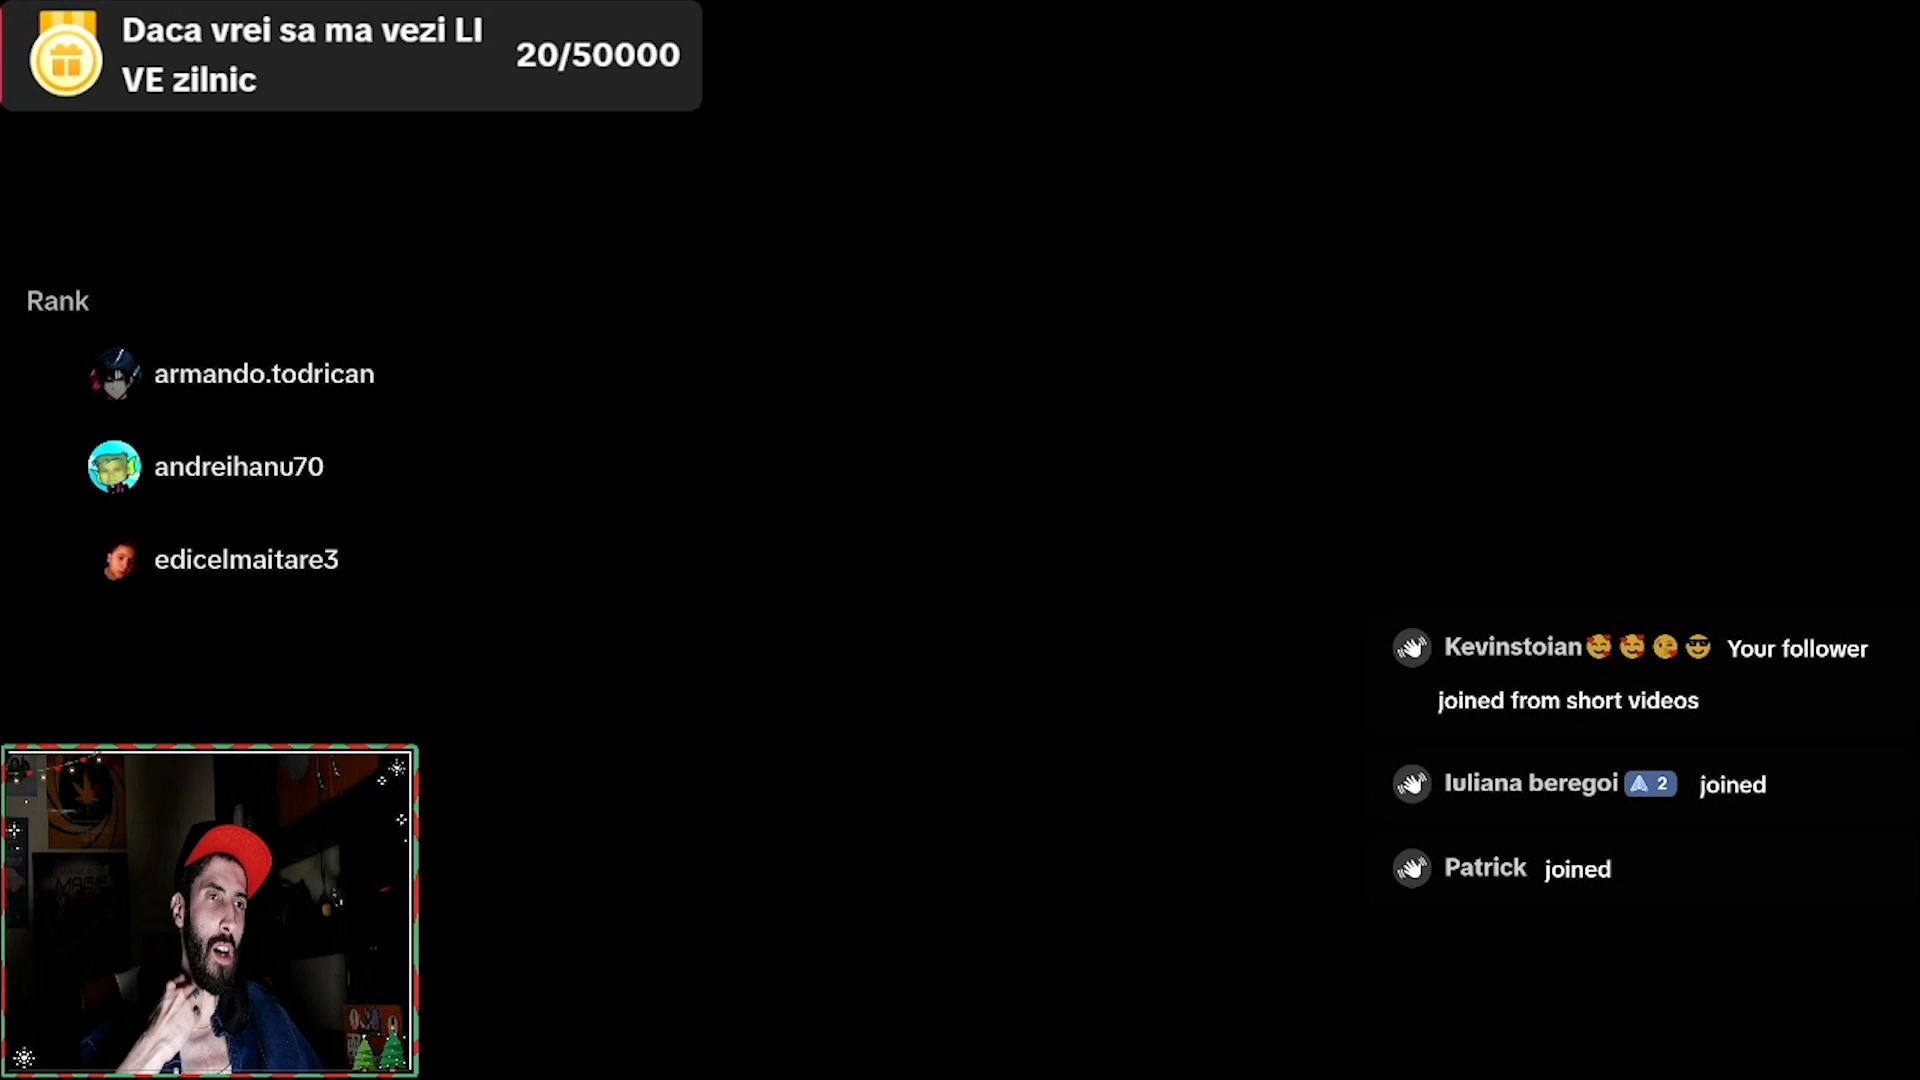 Daca vrei sa ma vezi LI
VE zilnic
20/50000
Rank
armando.todrican
andreihanu70
edicelmaitare3
Kevinstoian🥰🥰😘😎 Your follower
joined from short videos
Iuliana beregoi 2 joined
Patrick joined